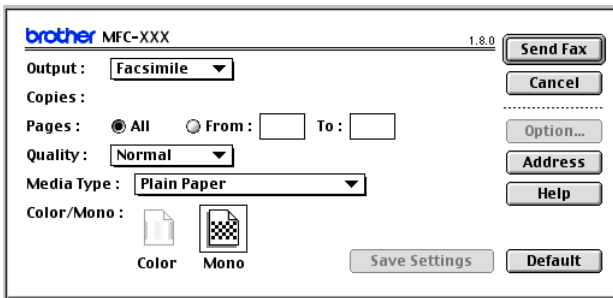 brother MFC-XXX 1.8.0
Output : Facsimile
Copies :
Pages : All From : To :
Quality : Normal
Media Type : Plain Paper
Color/Mono :
Color Mono
Send Fax
Cancel
Option...
Address
Help
Save Settings Default